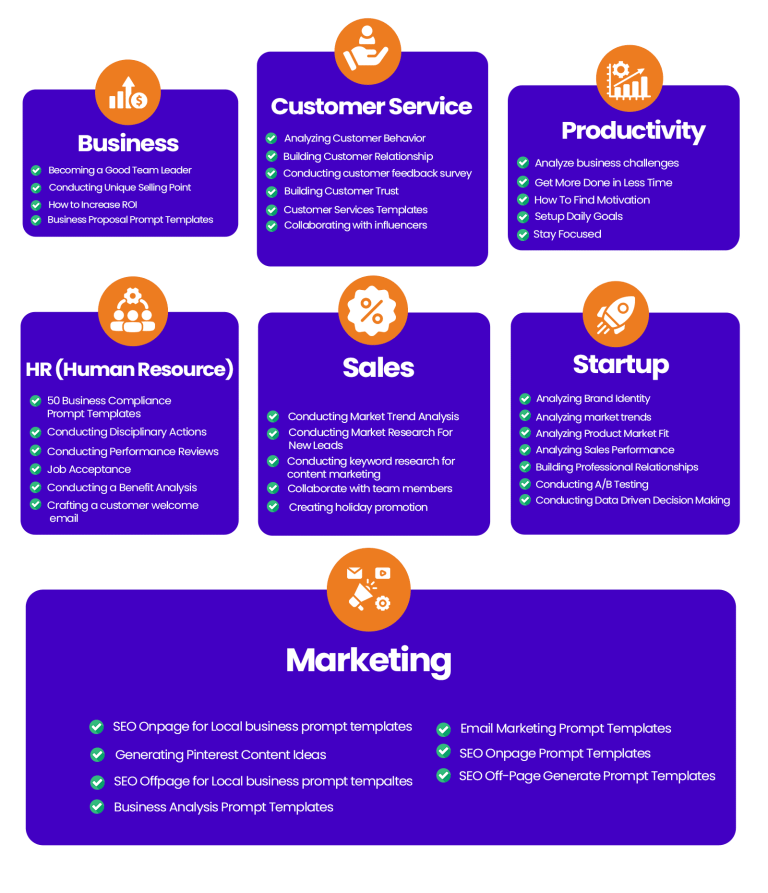 Business
Becoming a Good Team Leader
Conducting Unique Selling Point
How to Increase ROI
Business Proposal Prompt Templates
Customer Service
Analyzing Customer Behavior
Building Customer Relationship
Conducting customer feedback survey
Building Customer Trust
Customer Services Templates
Collaborating with influencers
Productivity
Analyze business challenges
Get More Done in Less Time
How To Find Motivation
Setup Daily Goals
Stay Focused
HR (Human Resource)
50 Business Compliance
Prompt Templates
Conducting Disciplinary Actions
Conducting Performance Reviews
Job Acceptance
Conducting a Benefit Analysis
Crafting a customer welcome
email
Sales
Conducting Market Trend Analysis
Conducting Market Research For
New Leads
Conducting keyword research for
content marketing
Collaborate with team members
Creating holiday promotion
Startup
Analyzing Brand Identity
Analyzing market trends
Analyzing Product Market Fit
Analyzing Sales Performance
Building Professional Relationships
Conducting A/B Testing
Conducting Data Driven Decision Making
Marketing
SEO Onpage for Local business prompt templates
Generating Pinterest Content Ideas
SEO Offpage for Local business prompt tempaltes
Business Analysis Prompt Templates
Email Marketing Prompt Templates
SEO Onpage Prompt Templates
SEO Off-Page Generate Prompt Templates